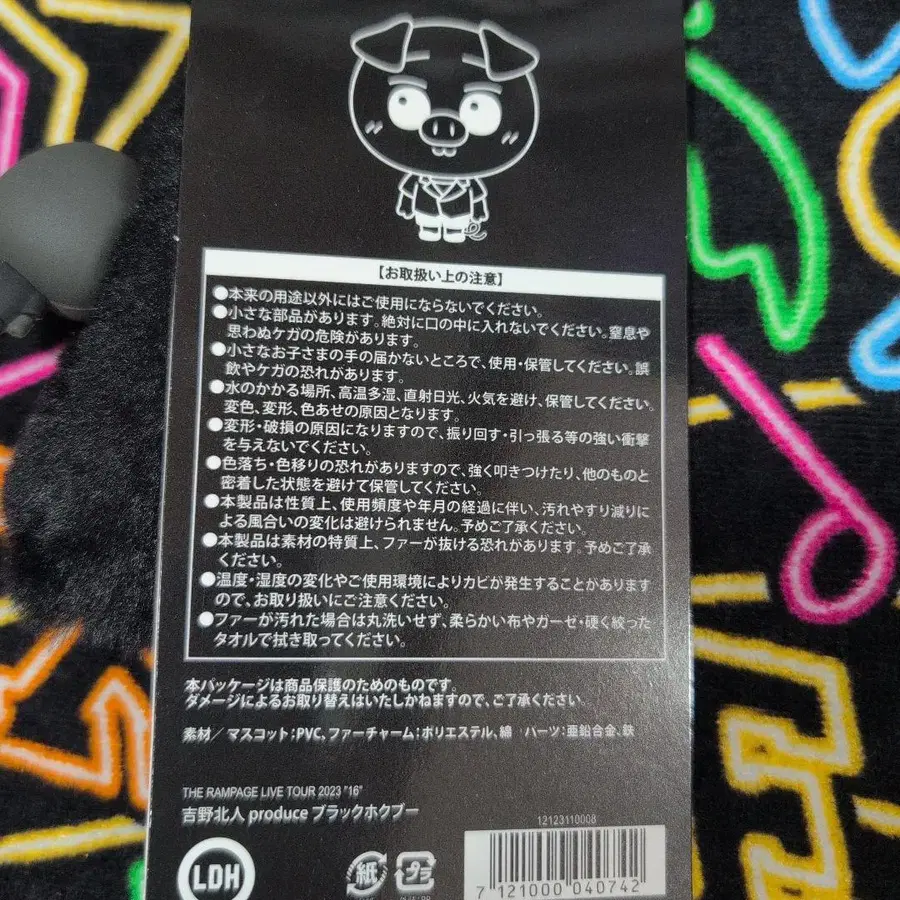 【お取扱い上の注意】
●本来の用途以外にはご使用にならないでください。
●小さな部品があります。絶対に口の中に入れないでください。窒息や
思わぬケガの危険があります。
●小さなお子さまの手の届かないところで、使用・保管してください。誤
飲やケガの恐れがあります。
●水のかかる場所、高温多湿、直射日光、火気を避け、保管してください。
変色、変形、色あせの原因となります。
●変形・破損の原因になりますので、振り回す・引っ張る等の強い衝撃
を与えないでください。
●色落ち・色移りの恐れがありますので、強く叩きつけたり、他のものと
密着した状態を避けて保管してください。
●本製品は性質上、使用頻度や年月の経過に伴い、汚れやすり減りに
よる風合いの変化は避けられません。予めご了承ください。
●本製品は素材の特質上、ファーが抜ける恐れがあります。予めご了承
ください。
●温度・湿度の変化やご使用環境によりカビが発生することがあります
ので、お取り扱いにご注意ください。
●ファーが汚れた場合は丸洗いせず、柔らかい布やガーゼ・硬く絞った
タオルで拭き取ってください。
本パッケージは商品保護のためのものです。
ダメージによるお取り替えはいたしかねますので、ご了承ください。
素材/マスコット:PVC,ファーチャーム:ポリエステル,綿 パーツ:亜鉛合金,鉄
THE RAMPAGE LIVE TOUR 2023 "16"
吉野北人 produce ブラックホクブー
12123110008
LDH
紙
プラ
7 121000 040742